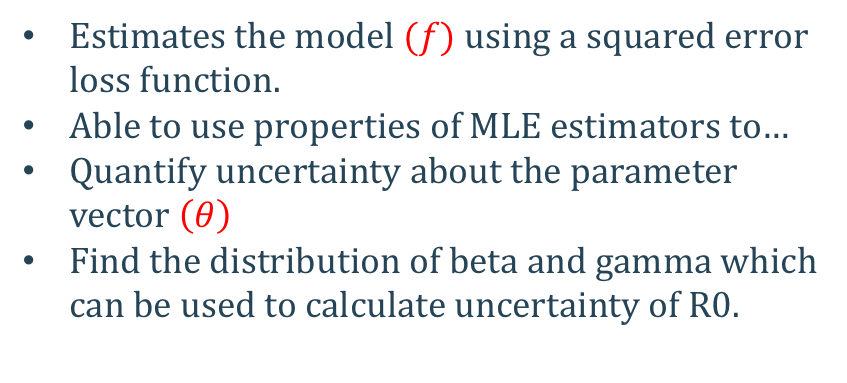 • Estimates the model (f) using a squared error
loss function.
• Able to use properties of MLE estimators to…
• Quantify uncertainty about the parameter
vector (θ)
• Find the distribution of beta and gamma which
can be used to calculate uncertainty of R0.